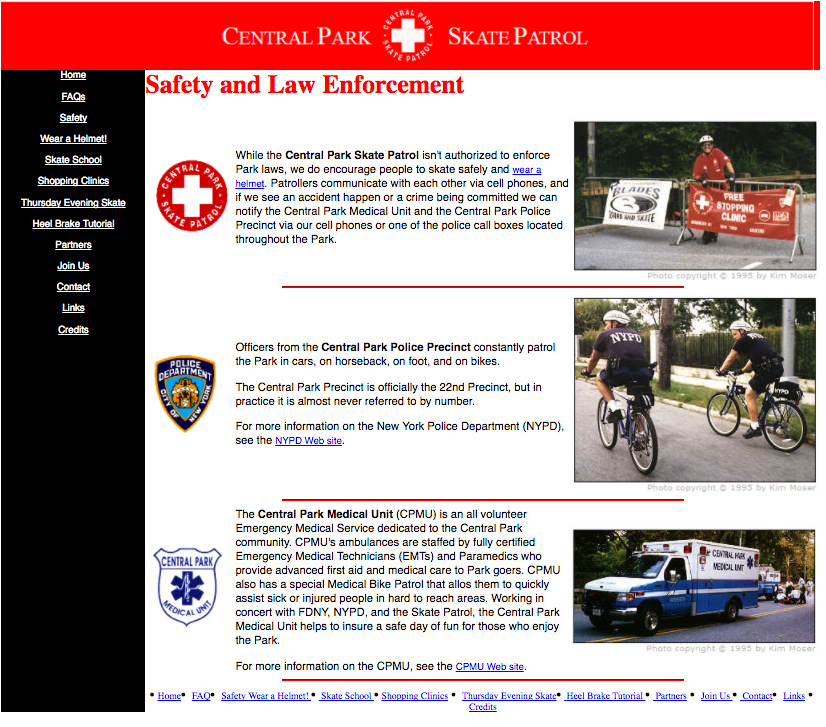 CENTRAL PARK CENTRAL PARK SKATE PATROL SKATE PATROL
Home
FAQs
Safety
Wear a Helmet!
Skate School
Shopping Clinics
Thursday Evening Skate
Heel Brake Tutorial
Partners
Join Us
Contact
Links
Credits
Safety and Law Enforcement
CENTRAL PARK
SKATE PATROL
While the Central Park Skate Patrol isn't authorized to enforce
Park laws, we do encourage people to skate safely and wear a
helmet. Patrollers communicate with each other via cell phones, and
if we see an accident happen or a crime being committed we can
notify the Central Park Medical Unit and the Central Park Police
Precinct via our cell phones or one of the police call boxes located
throughout the Park.
BLADES
BOARD AND SKATE
FREE
STOPPING
CLINIC
Photo copyright © 1995 by Kim Moser
POLICE
DEPARTMENT
CITY OF NEW YORK
Officers from the Central Park Police Precinct constantly patrol
the Park in cars, on horseback, on foot, and on bikes.
The Central Park Precinct is officially the 22nd Precinct, but in
practice it is almost never referred to by number.
For more information on the New York Police Department (NYPD),
see the NYPD Web site.
NYPD
NYPD
Photo copyright © 1995 by Kim Moser
CENTRAL PARK
MEDICAL UNIT
The Central Park Medical Unit (CPMU) is an all volunteer
Emergency Medical Service dedicated to the Central Park
community. CPMU's ambulances are staffed by fully certified
Emergency Medical Technicians (EMTs) and Paramedics who
provide advanced first aid and medical care to Park goers. CPMU
also has a special Medical Bike Patrol that allos them to quickly
assist sick or injured people in hard to reach areas. Working in
concert with FDNY, NYPD, and the Skate Patrol, the Central Park
Medical Unit helps to insure a safe day of fun for those who enjoy
the Park.
For more information on the CPMU, see the CPMU Web site.
CENTRAL PARK
MEDICAL UNIT
Photo copyright © 1995 by Kim Moser
• Home • FAQ • Safety Wear a Helmet! • Skate School • Shopping Clinics • Thursday Evening Skate • Heel Brake Tutorial • Partners • Join Us • Contact • Links •
Credits